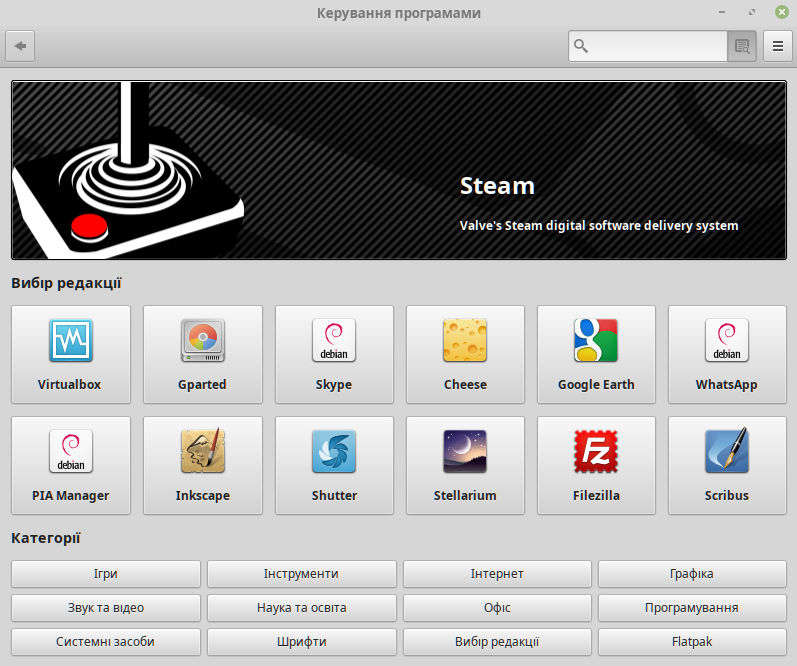 Керування програмами
Steam
Valve's Steam digital software delivery system
Вибір редакції
Virtualbox
Gparted
debian
Skype
Cheese
Google Earth
debian
WhatsApp
debian
PIA Manager
Inkscape
Shutter
Stellarium
Fz
Filezilla
Scribus
Категорії
Ігри
Інструменти
Інтернет
Графіка
Звук та відео
Наука та освіта
Офіс
Програмування
Системні засоби
Шрифти
Вибір редакції
Flatpak